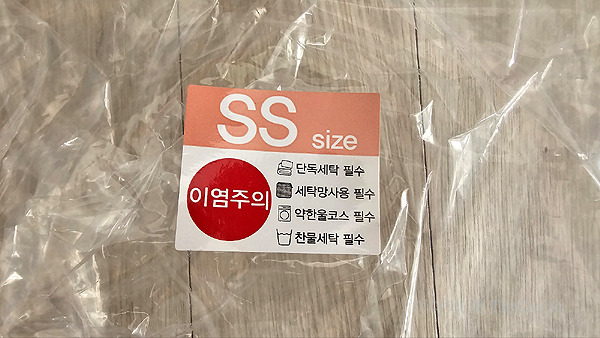 SS size
이염주의
단독세탁 필수
세탁망사용 필수
약한울코스 필수
찬물세탁 필수